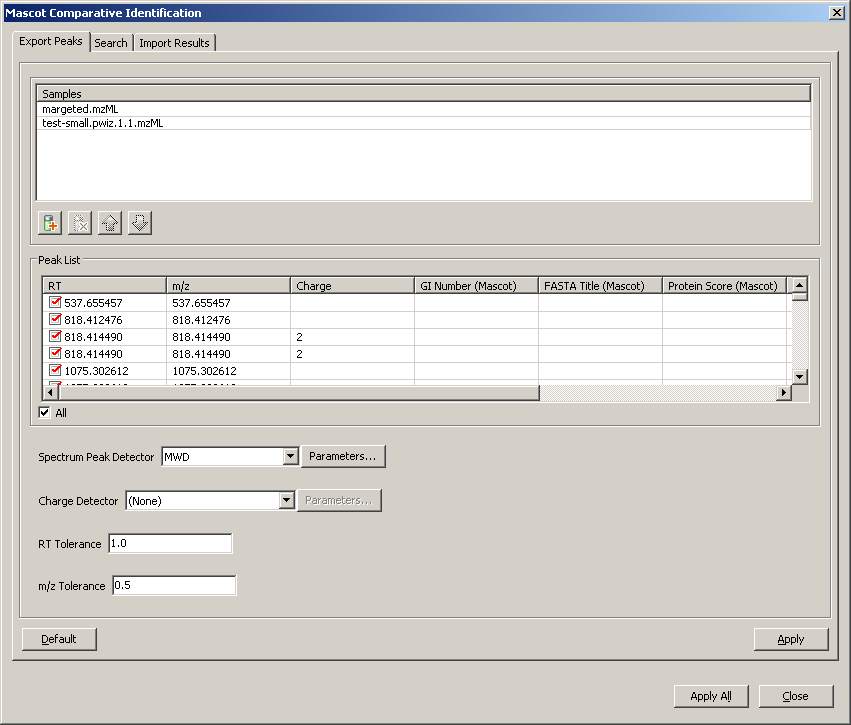 Mascot Comparative Identification
Export Peaks Search Import Results
Samples
margeted.mzML
test-small.pwiz.1.1.mzML
Peak List
RT m/z Charge GI Number (Mascot) FASTA Title (Mascot) Protein Score (Mascot)
537.655457 537.655457
818.412476 818.412476
818.414490 818.414490 2
818.414490 818.414490 2
1075.302612 1075.302612
All
Spectrum Peak Detector MWD Parameters...
Charge Detector (None) Parameters...
RT Tolerance 1.0
m/z Tolerance 0.5
Default Apply
Apply All Close